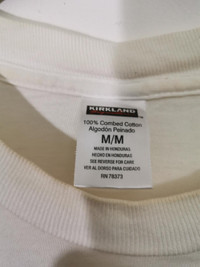 KIRKLAND
100% Combed Cotton
Algodón Peinado
M/M
MADE IN HONDURAS
HECHO EN HONDURAS
SEE REVERSE FOR CARE
VER AL DORSO PARA CUIDADO
RN 78373